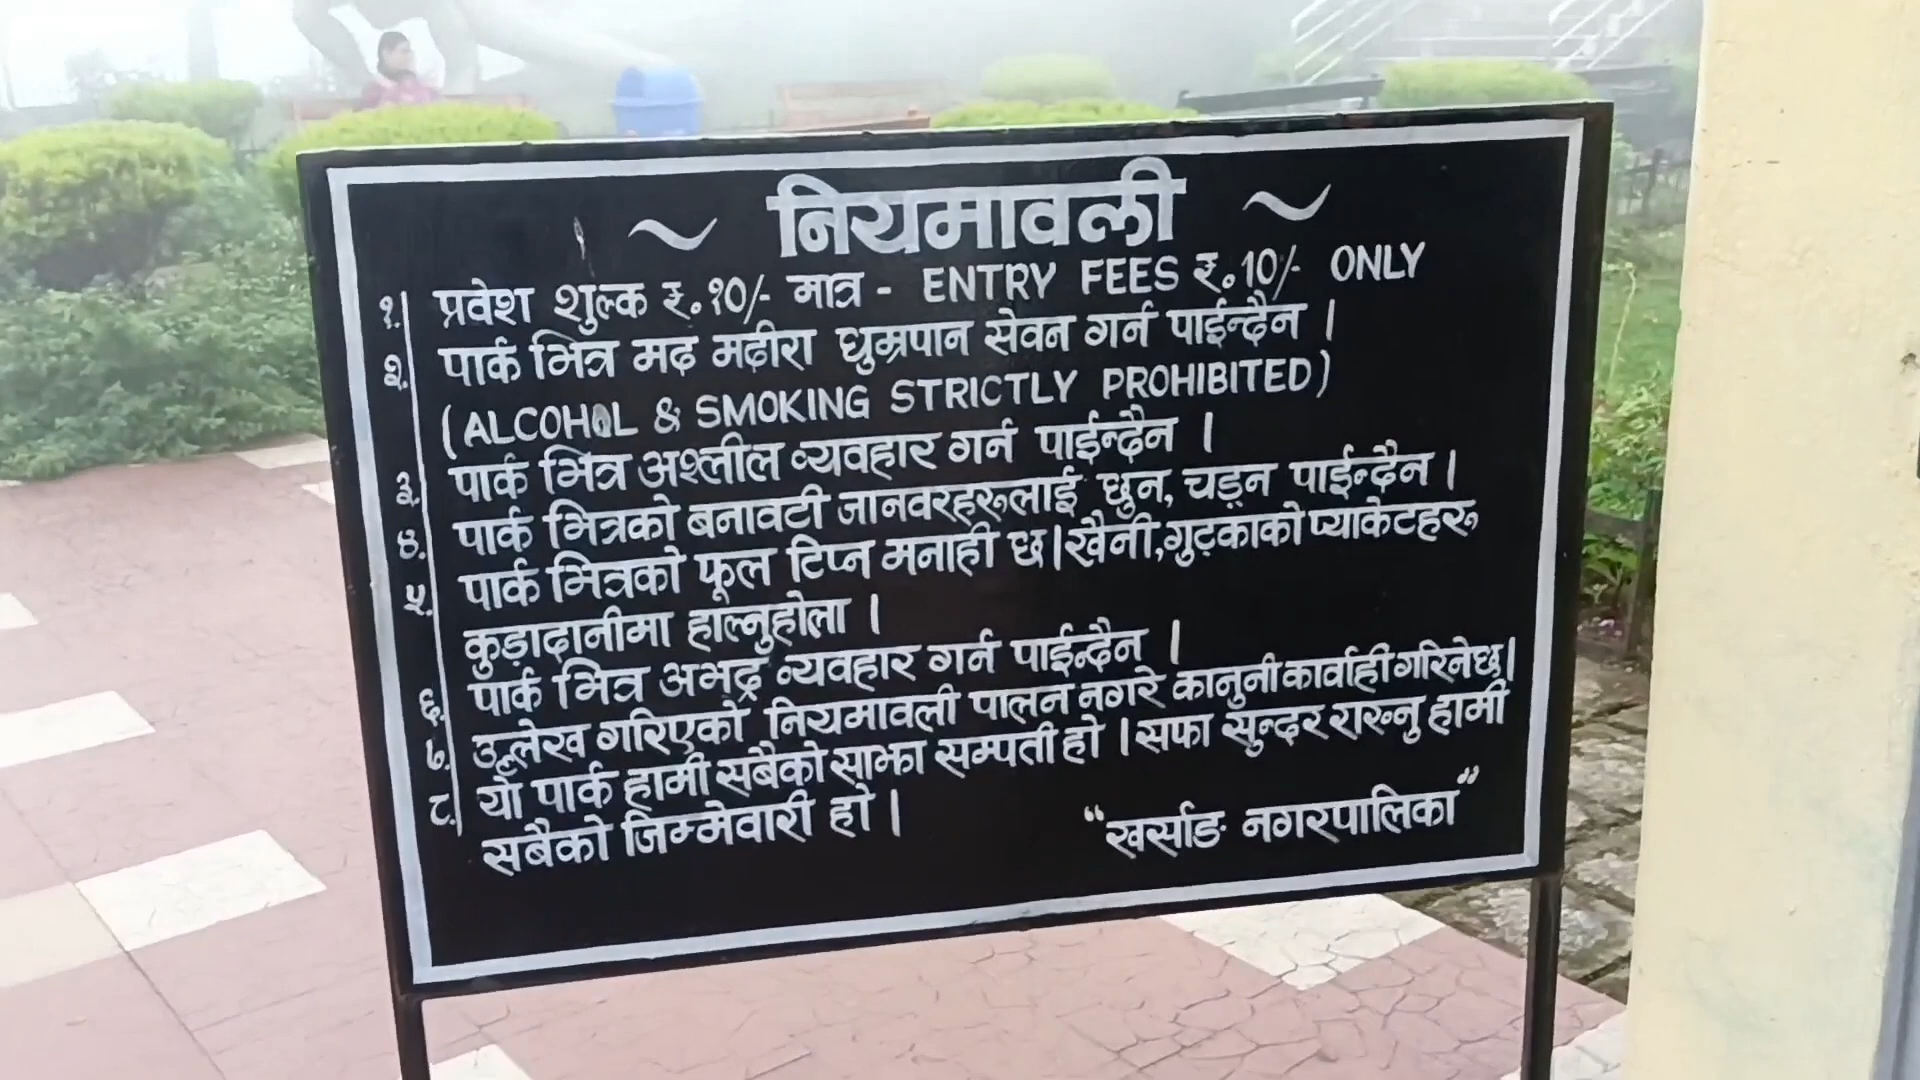 ~ नियमावली ~
१. प्रवेश शुल्क रु.१०/- मात्र - ENTRY FEES रु.10/- ONLY
२. पार्क भित्र मद्य मदीरा धुम्रपान सेवन गर्न पाईन्दैन ।
(ALCOHOL & SMOKING STRICTLY PROHIBITED)
३. पार्क भित्र अश्लील व्यवहार गर्न पाईन्दैन ।
४. पार्क भित्रको बनावटी जानवरहरूलाई छुन, चड़्न पाईन्दैन ।
५. पार्क भित्रको फूल टिप्न मनाही छ। खैनी, गुट्काको प्याकेटहरू
कुड़ादानीमा हाल्नुहोला ।
६. पार्क भित्र अभद्र व्यवहार गर्न पाईन्दैन ।
७. उल्लेख गरिएको नियमावली पालन नगरे कानुनी कार्वाही गरिनेछ।
८. यो पार्क हामी सबैको साझा सम्पती हो । सफा सुन्दर राख्नु हामी
सबैको जिम्मेवारी हो ।
“खर्साङ नगरपालिका”